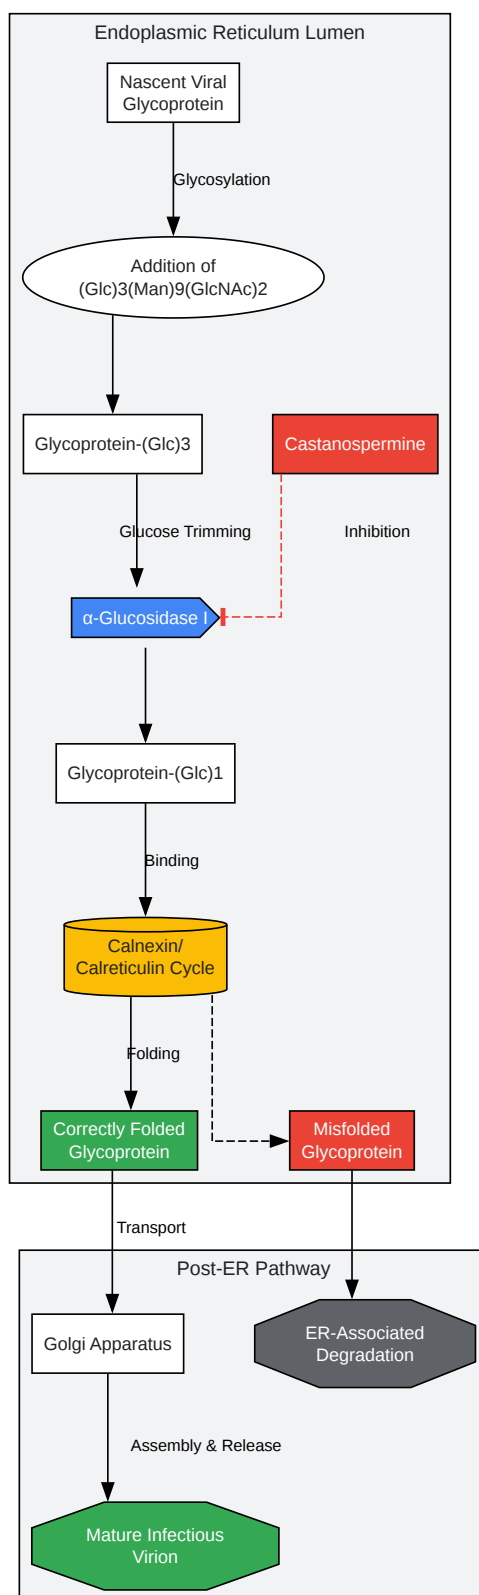 Endoplasmic Reticulum Lumen
Nascent Viral
Glycoprotein
Glycosylation
Addition of
(Glc)3(Man)9(GlcNAc)2
Glycoprotein-(Glc)3
Castanospermine
Glucose Trimming
Inhibition
α-Glucosidase I
Glycoprotein-(Glc)1
Binding
Calnexin/
Calreticulin Cycle
Folding
Correctly Folded
Glycoprotein
Misfolded
Glycoprotein
Transport
Post-ER Pathway
Golgi Apparatus
ER-Associated
Degradation
Assembly & Release
Mature Infectious
Virion